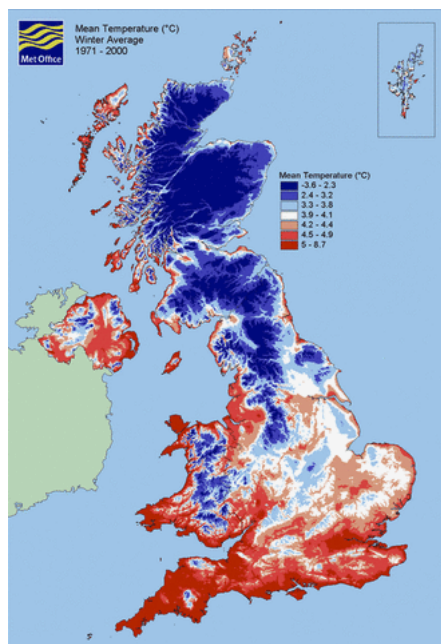 Met Office
Mean Temperature (°C)
Winter Average
1971 - 2000
Mean Temperature (°C)
-3.6 - 2.3
2.4 - 3.2
3.3 - 3.8
3.9 - 4.1
4.2 - 4.4
4.5 - 4.9
5 - 8.7